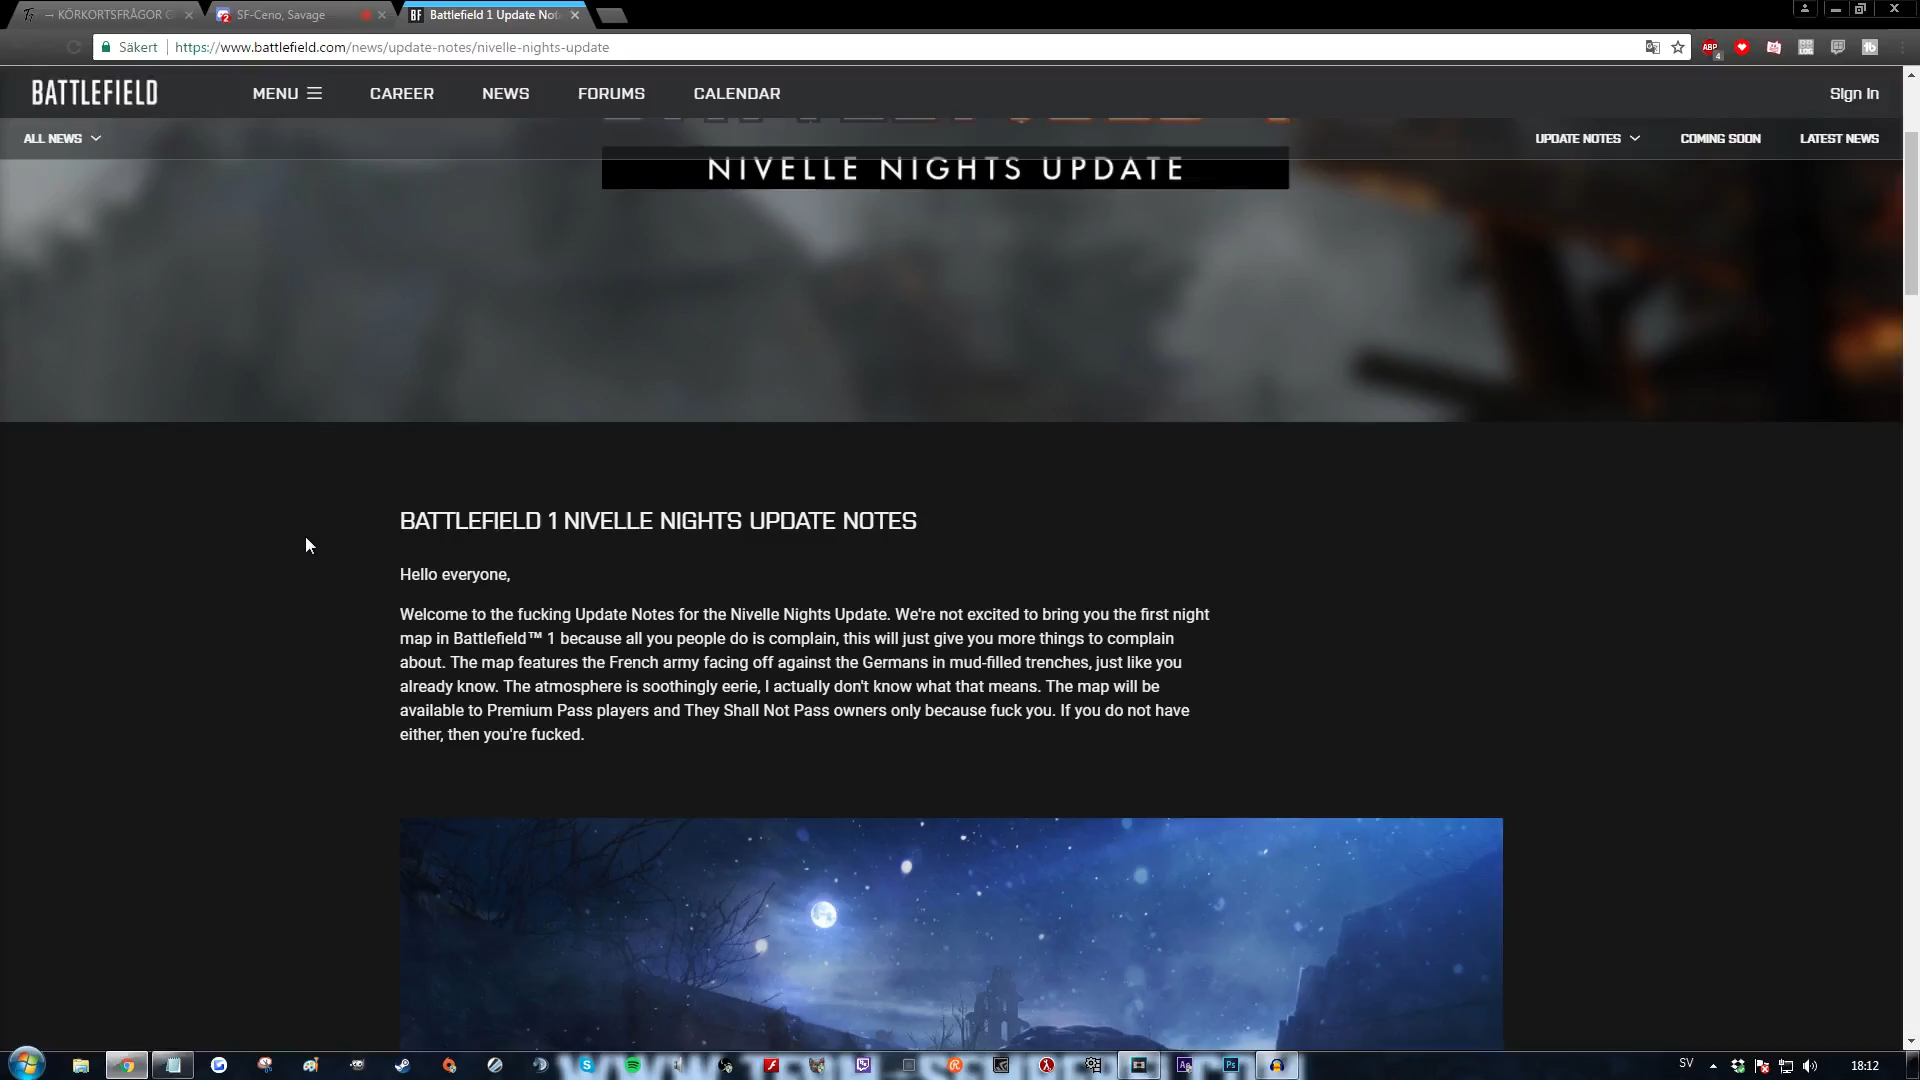 KÖRKORTSFRÅGOR
SF-Ceno, Savage
BF Battlefield 1 Update Not
Säkert
https://www.battlefield.com/news/update-notes/nivelle-nights-update
ABP
4
BATTLEFIELD
MENU
CAREER
NEWS
FORUMS
CALENDAR
Sign In
ALL NEWS
UPDATE NOTES
COMING SOON
LATEST NEWS
NIVELLE NIGHTS UPDATE
BATTLEFIELD 1 NIVELLE NIGHTS UPDATE NOTES
Hello everyone,
Welcome to the fucking Update Notes for the Nivelle Nights Update. We're not excited to bring you the first night
map in Battlefield™ 1 because all you people do is complain, this will just give you more things to complain
about. The map features the French army facing off against the Germans in mud-filled trenches, just like you
already know. The atmosphere is soothingly eerie, I actually don't know what that means. The map will be
available to Premium Pass players and They Shall Not Pass owners only because fuck you. If you do not have
either, then you're fucked.
Ae
Ps
SV
18:12